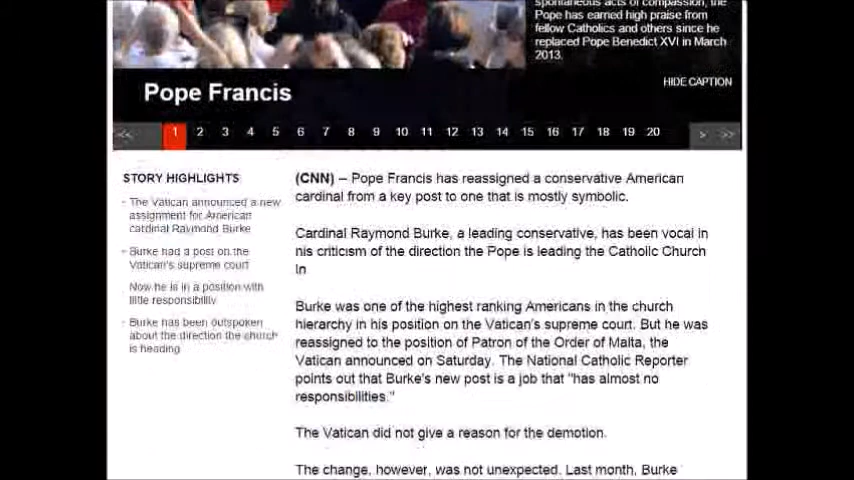 spontaneous acts of compassion, the
Pope has earned high praise from
fellow Catholics and others since he
replaced Pope Benedict XVI in March
2013.
HIDE CAPTION
Pope Francis
<< 1 2 3 4 5 6 7 8 9 10 11 12 13 14 15 16 17 18 19 20 > >>
STORY HIGHLIGHTS
The Vatican announced a new
assignment for American
cardinal Raymond Burke
Burke had a post on the
Vatican's supreme court
Now he is in a position with
little responsibility
Burke has been outspoken
about the direction the church
is heading
(CNN) -- Pope Francis has reassigned a conservative American
cardinal from a key post to one that is mostly symbolic.
Cardinal Raymond Burke, a leading conservative, has been vocal in
his criticism of the direction the Pope is leading the Catholic Church
in
Burke was one of the highest ranking Americans in the church
hierarchy in his position on the Vatican's supreme court. But he was
reassigned to the position of Patron of the Order of Malta, the
Vatican announced on Saturday. The National Catholic Reporter
points out that Burke's new post is a job that "has almost no
responsibilities."
The Vatican did not give a reason for the demotion.
The change, however, was not unexpected. Last month, Burke